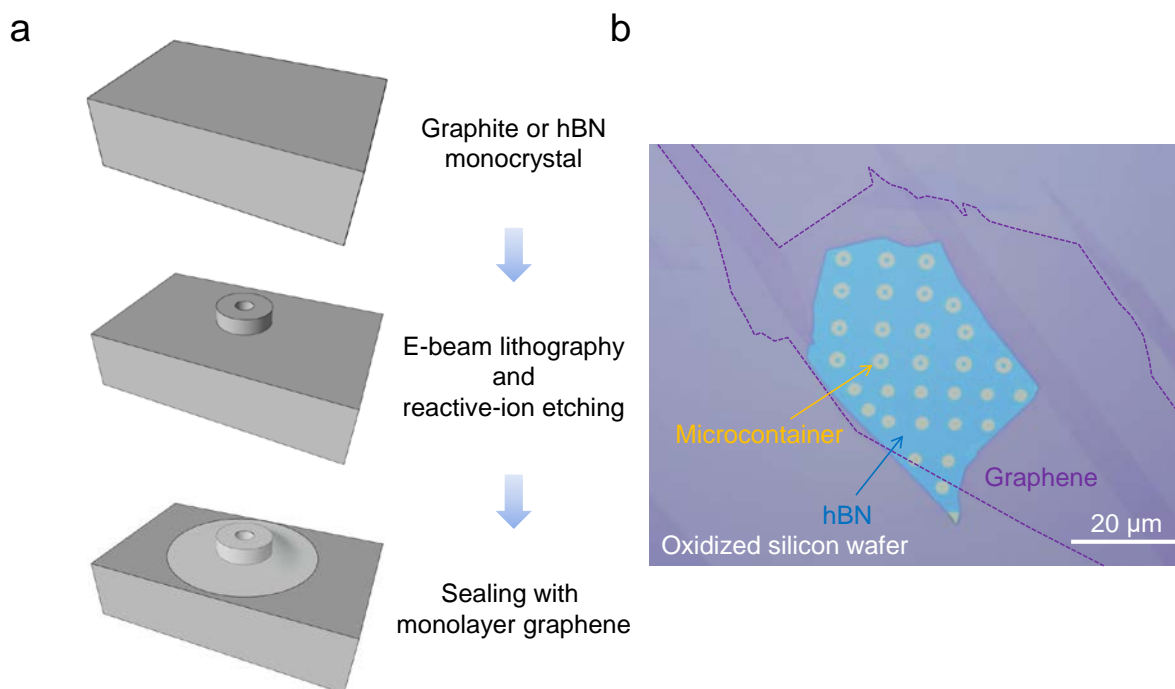 a
Graphite or hBN
monocrystal
E-beam lithography
and
reactive-ion etching
Sealing with
monolayer graphene
b
Microcontainer
Graphene
hBN
Oxidized silicon wafer
20 µm